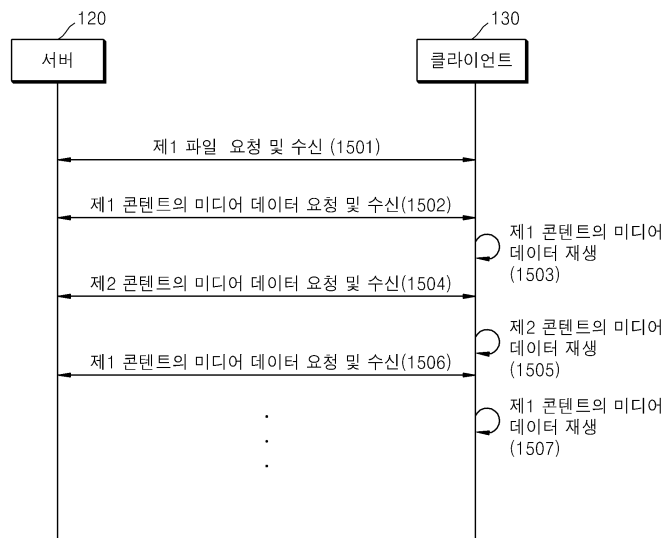 120
130
서버
클라이언트
제1 파일 요청 및 수신 (1501)
제1 콘텐트의 미디어 데이터 요청 및 수신(1502)
제1 콘텐트의 미디어
데이터 재생
(1503)
제2 콘텐트의 미디어 데이터 요청 및 수신(1504)
제2 콘텐트의 미디어
데이터 재생
(1505)
제1 콘텐트의 미디어 데이터 요청 및 수신(1506)
제1 콘텐트의 미디어
데이터 재생
(1507)